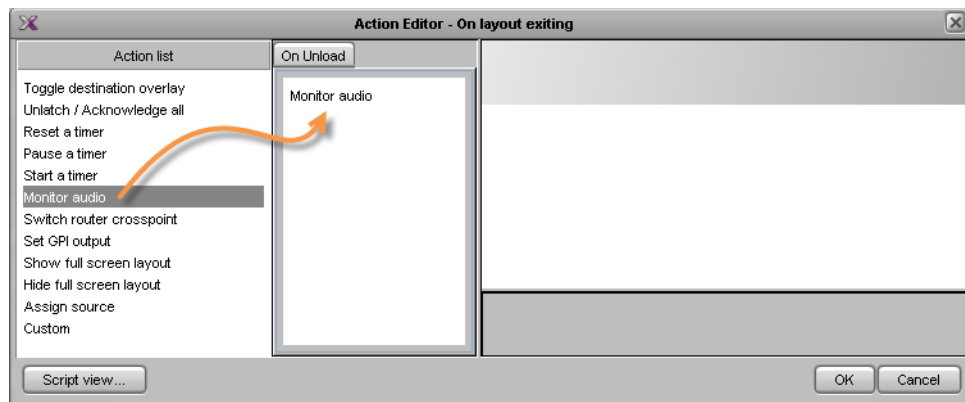 Action Editor - On layout exiting
Action list
On Unload
Toggle destination overlay
Unlatch / Acknowledge all
Reset a timer
Pause a timer
Start a timer
Monitor audio
Switch router crosspoint
Set GPI output
Show full screen layout
Hide full screen layout
Assign source
Custom
Monitor audio
Script view...
OK
Cancel